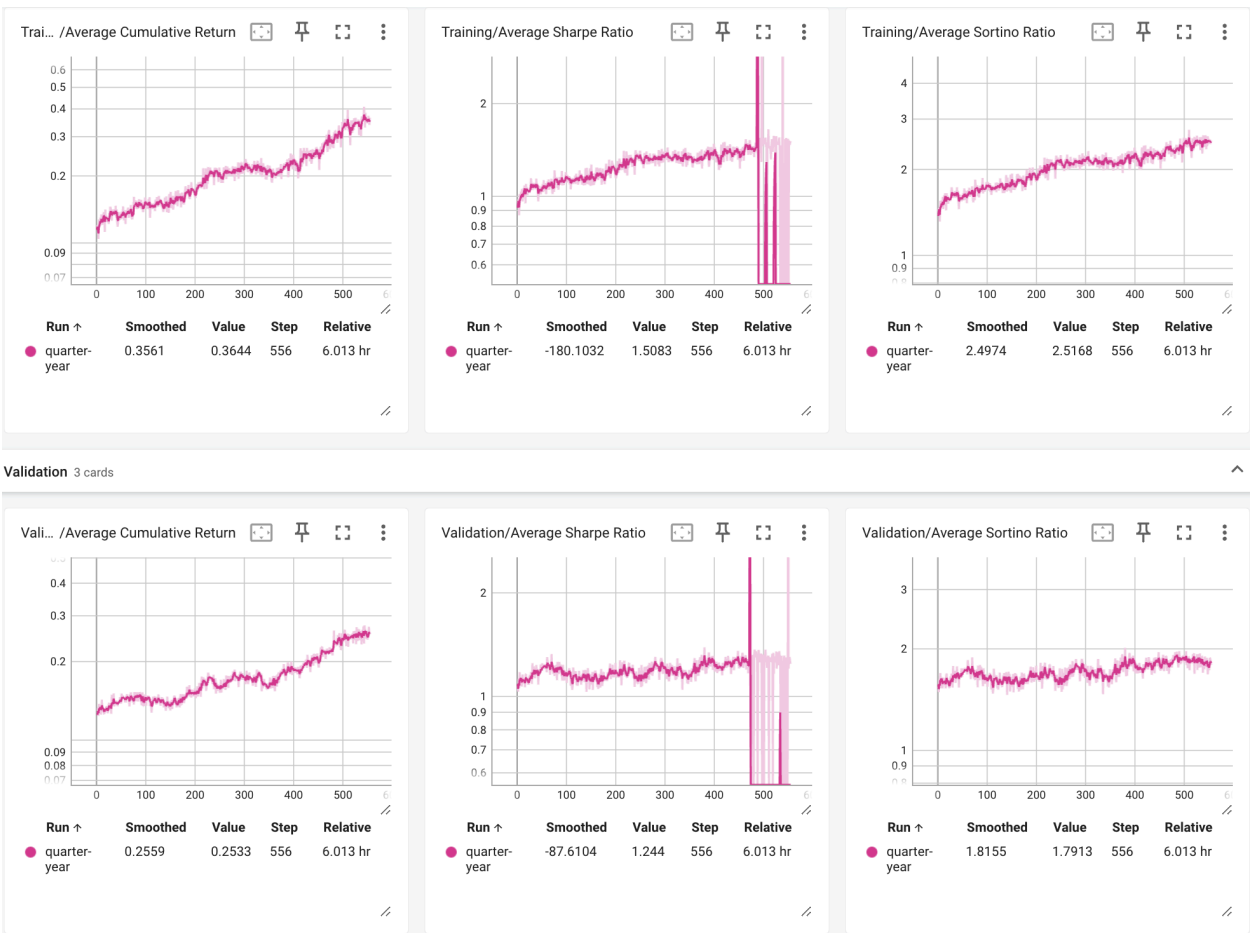 Trai... /Average Cumulative Return
0.6
0.5
0.4
0.3
0.2
0.09
0.07
0 100 200 300 400 500 6
Run ↑ Smoothed Value Step Relative
quarter- 0.3561 0.3644 556 6.013 hr
year
Training/Average Sharpe Ratio
2
1
0.9
0.8
0.7
0.6
0 100 200 300 400 500 6
Run ↑ Smoothed Value Step Relative
quarter- -180.1032 1.5083 556 6.013 hr
year
Training/Average Sortino Ratio
4
3
2
1
0.9
0 100 200 300 400 500 6
Run ↑ Smoothed Value Step Relative
quarter- 2.4974 2.5168 556 6.013 hr
year
Validation 3 cards
Vali... /Average Cumulative Return
0.4
0.3
0.2
0.09
0.08
0.07
0 100 200 300 400 500 6
Run ↑ Smoothed Value Step Relative
quarter- 0.2559 0.2533 556 6.013 hr
year
Validation/Average Sharpe Ratio
2
1
0.9
0.8
0.7
0.6
0 100 200 300 400 500 6
Run ↑ Smoothed Value Step Relative
quarter- -87.6104 1.244 556 6.013 hr
year
Validation/Average Sortino Ratio
3
2
1
0.9
0 100 200 300 400 500 6
Run ↑ Smoothed Value Step Relative
quarter- 1.8155 1.7913 556 6.013 hr
year